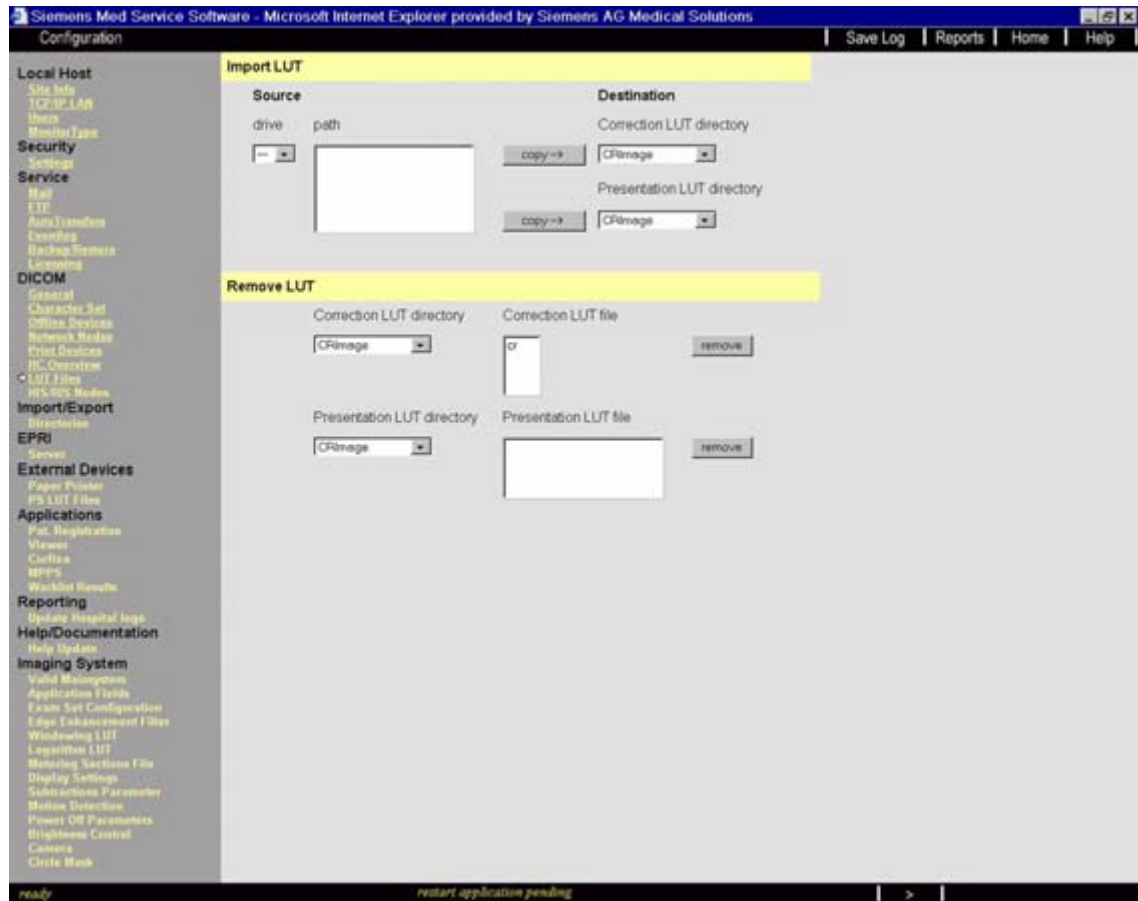 Siemens Med Service Software - Microsoft Internet Explorer provided by Siemens AG Medical Solutions
Configuration
Save Log
Reports
Home
Help
Local Host
Site Info
TCP/IP LAN
Users
MonitorType
Security
Settings
Service
Mail
FTP
AutoTransfers
Eventlog
Backup/Restore
Licensing
DICOM
General
Character Set
Offline Devices
Network Nodes
Print Devices
HC Overview
LUT Files
HIS/RIS Nodes
Import/Export
Directories
EPRI
Server
External Devices
Paper Printer
PS LUT Files
Applications
Pat. Registration
Viewer
MPPS
Worklist Results
Reporting
Update Hospital logo
Help/Documentation
Help Update
Imaging System
Valid Mainsystem
Application Fields
Exam Set Configuration
Edge Enhancement Filter
Windowing LUT
Logarithm LUT
Metering Sections File
Display Settings
Subtractions Parameter
Motion Detection
Power Off Parameters
Brightness Control
Camera
Circle Mask
Import LUT
Source
Destination
drive
path
Correction LUT directory
---
copy->
CRImage
Presentation LUT directory
copy->
CRImage
Remove LUT
Correction LUT directory
Correction LUT file
CRImage
cr
remove
Presentation LUT directory
Presentation LUT file
CRImage
remove
ready
restart application pending
>